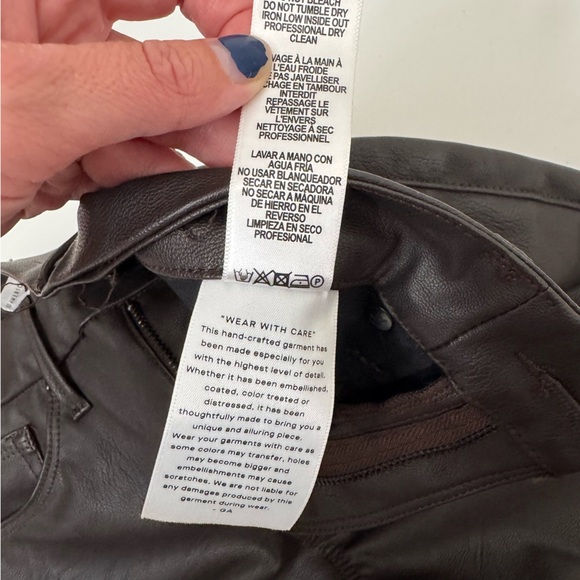 NOT BLEACH
DO NOT TUMBLE DRY
IRON LOW INSIDE OUT
PROFESSIONAL DRY
CLEAN
VAGE À LA MAIN À
L'EAU FROIDE
PAS JAVELLISER
CHAGE EN TAMBOUR
INTERDIT
REPASSAGE LE
VÊTEMENT SUR
L'ENVERS
NETTOYAGE À SEC
PROFESSIONNEL
LAVAR A MANO CON
AGUA FRÍA
NO USAR BLANQUEADOR
SECAR EN SECADORA
NO SECAR A MÁQUINA
DE HIERRO EN EL
REVERSO
LIMPIEZA EN SECO
PROFESIONAL
P
"WEAR WITH CARE"
This hand-crafted garment has
been made especially for you
with the highest level of detail.
Whether it has been embellished,
coated, color treated or
distressed, it has been
thoughtfully made to bring you a
unique and alluring piece.
Wear your garments with care as
some colors may transfer, holes
may become bigger and
embellishments may cause
scratches. We are not liable for
any damages produced by this
garment during wear.
- GA